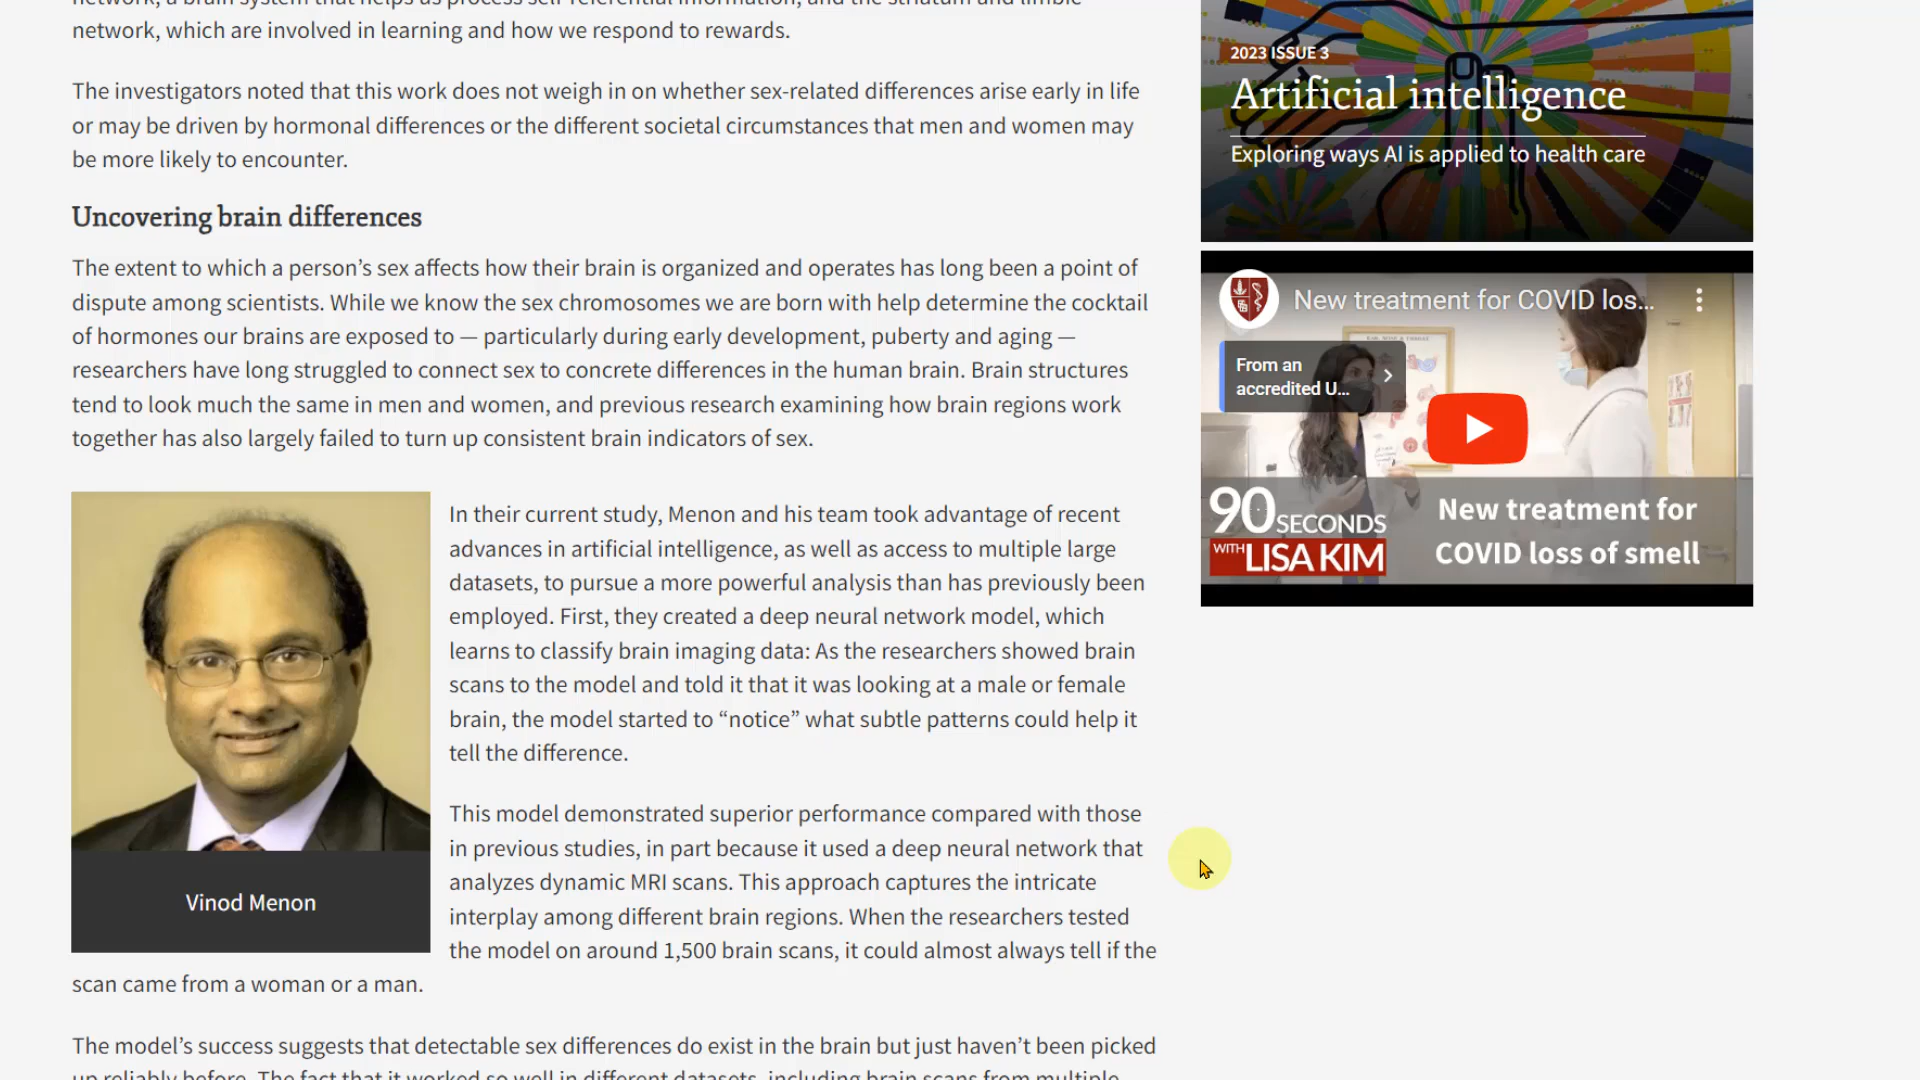 network, a brain system that helps us process self-referential information, and the striatum and limbic
network, which are involved in learning and how we respond to rewards.
The investigators noted that this work does not weigh in on whether sex-related differences arise early in life
or may be driven by hormonal differences or the different societal circumstances that men and women may
be more likely to encounter.
Uncovering brain differences
The extent to which a person’s sex affects how their brain is organized and operates has long been a point of
dispute among scientists. While we know the sex chromosomes we are born with help determine the cocktail
of hormones our brains are exposed to — particularly during early development, puberty and aging —
researchers have long struggled to connect sex to concrete differences in the human brain. Brain structures
tend to look much the same in men and women, and previous research examining how brain regions work
together has also largely failed to turn up consistent brain indicators of sex.
In their current study, Menon and his team took advantage of recent
advances in artificial intelligence, as well as access to multiple large
datasets, to pursue a more powerful analysis than has previously been
employed. First, they created a deep neural network model, which
learns to classify brain imaging data: As the researchers showed brain
scans to the model and told it that it was looking at a male or female
brain, the model started to “notice” what subtle patterns could help it
tell the difference.
Vinod Menon
This model demonstrated superior performance compared with those
in previous studies, in part because it used a deep neural network that
analyzes dynamic MRI scans. This approach captures the intricate
interplay among different brain regions. When the researchers tested
the model on around 1,500 brain scans, it could almost always tell if the
scan came from a woman or a man.
The model’s success suggests that detectable sex differences do exist in the brain but just haven’t been picked
up reliably before. The fact that it worked so well in different datasets, including brain scans from multiple
2023 ISSUE 3
Artificial intelligence
Exploring ways AI is applied to health care
New treatment for COVID los...
From an
accredited U...
90 SECONDS
WITH LISA KIM
New treatment for
COVID loss of smell